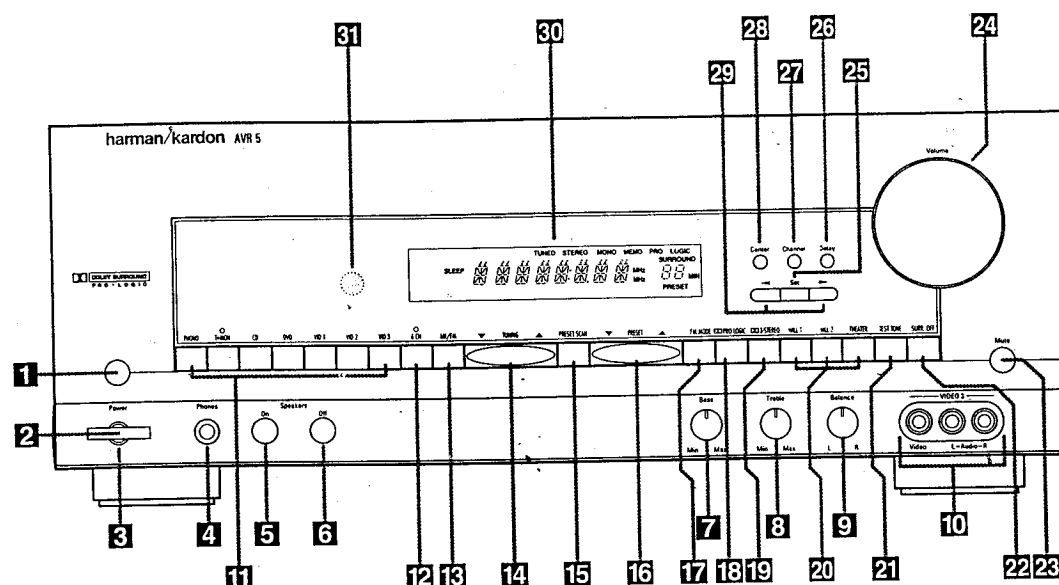 31 30 28 27 26 25 24
29
harman/kardon AVR 5
Volume
TUNED STEREO MONO MEMO PRO LOGIC
SLEEP MHz SURROUND
MHz MIN
PRESET
Center Channel Delay
Set
DOLBY SURROUND
PRO·LOGIC
PHONO T-MON CD DVD VID 1 VID 2 VID 3 6 CH AM/FM TUNING PRESET SCAN PRESET FM MODE PRO LOGIC 3-STEREO HALL 1 HALL 2 THEATER TEST TONE SURR. OFF
Mute
1
Power Phones Speakers
On Off
Bass Treble Balance
VIDEO 3
2
Min Max Min Max L R
Video L-Audio-R
3 4 5 6 7 8 9 10
11 12 13 14 15 16 17 18 19 20 21 22 23